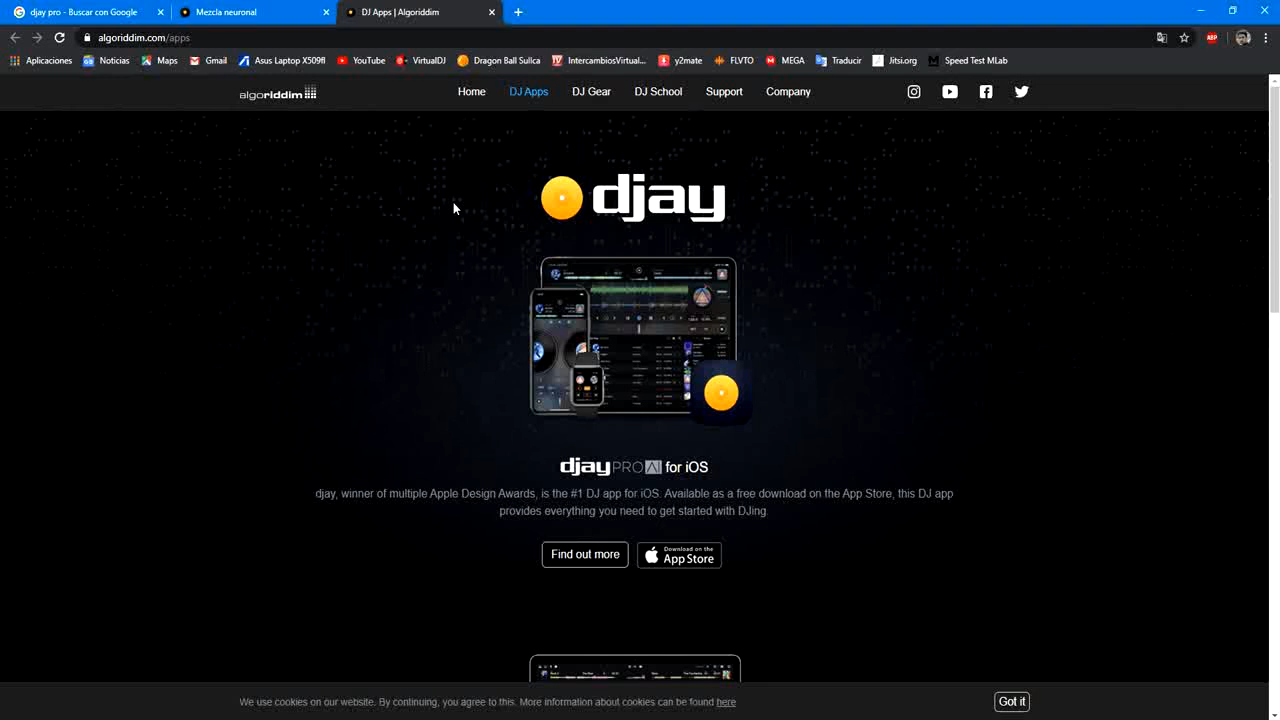 djay pro - Buscar con Google
Mezcla neuronal
DJ Apps | Algoriddim
algoriddim.com/apps
Aplicaciones
Noticias
Maps
Gmail
Asus Laptop X509fl
YouTube
VirtualDJ
Dragon Ball Sullca
IntercambiosVirtual...
y2mate
FLVTO
MEGA
Traducir
Jitsi.org
Speed Test MLab
algoriddim
Home
DJ Apps
DJ Gear
DJ School
Support
Company
djay
djay PRO AI for iOS
djay, winner of multiple Apple Design Awards, is the #1 DJ app for iOS. Available as a free download on the App Store, this DJ app
provides everything you need to get started with DJing
Find out more
Download on the
App Store
We use cookies on our website. By continuing, you agree to this. More information about cookies can be found here
Got it